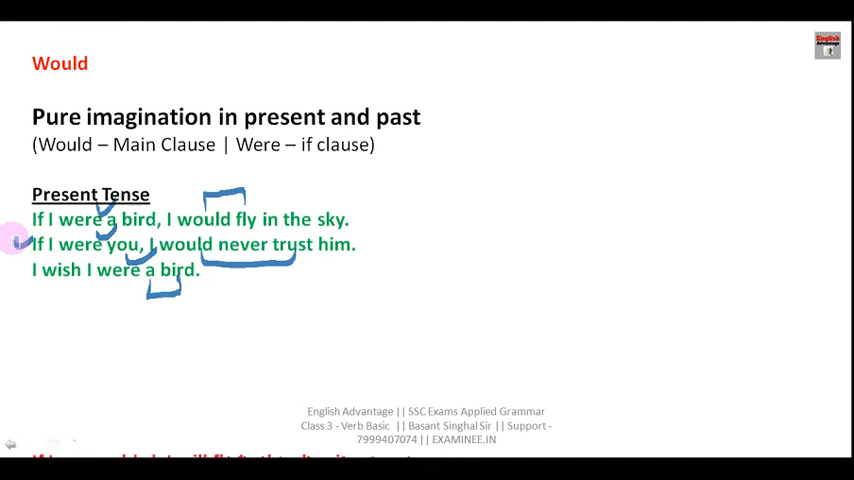 English
Advantage
Would
Pure imagination in present and past
(Would – Main Clause | Were – if clause)
Present Tense
If I were a bird, I would fly in the sky.
If I were you, I would never trust him.
I wish I were a bird.
English Advantage || SSC Exams Applied Grammar
Class 3 - Verb Basic || Basant Singhal Sir || Support -
7999407074 || EXAMINEE.IN